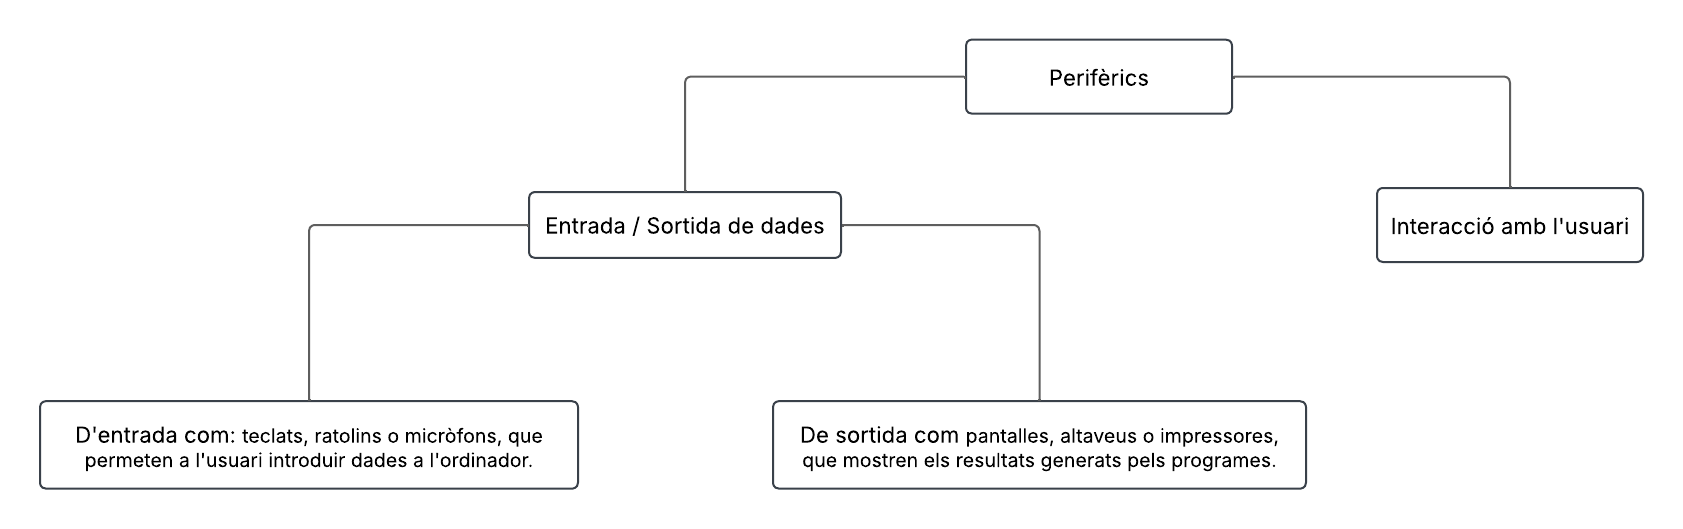 Perifèrics
Entrada / Sortida de dades
Interacció amb l'usuari
D'entrada com: teclats, ratolins o micròfons, que
permeten a l'usuari introduir dades a l'ordinador.
De sortida com pantalles, altaveus o impressores,
que mostren els resultats generats pels programes.